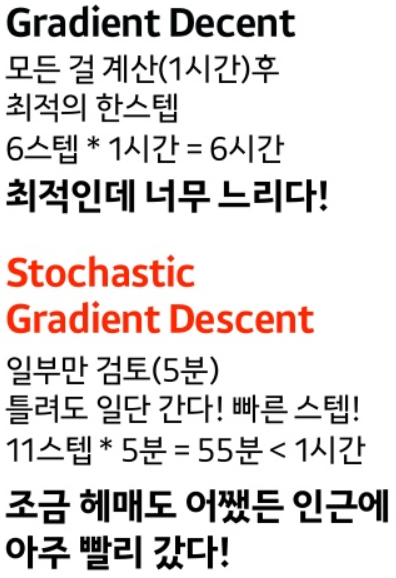 Gradient Decent
모든 걸 계산(1시간)후
최적의 한스텝
6스텝 * 1시간 = 6시간
최적인데 너무 느리다!
Stochastic
Gradient Descent
일부만 검토(5분)
틀려도 일단 간다! 빠른 스텝!
11스텝 * 5분 = 55분 < 1시간
조금 헤매도 어쨌든 인근에
아주 빨리 갔다!